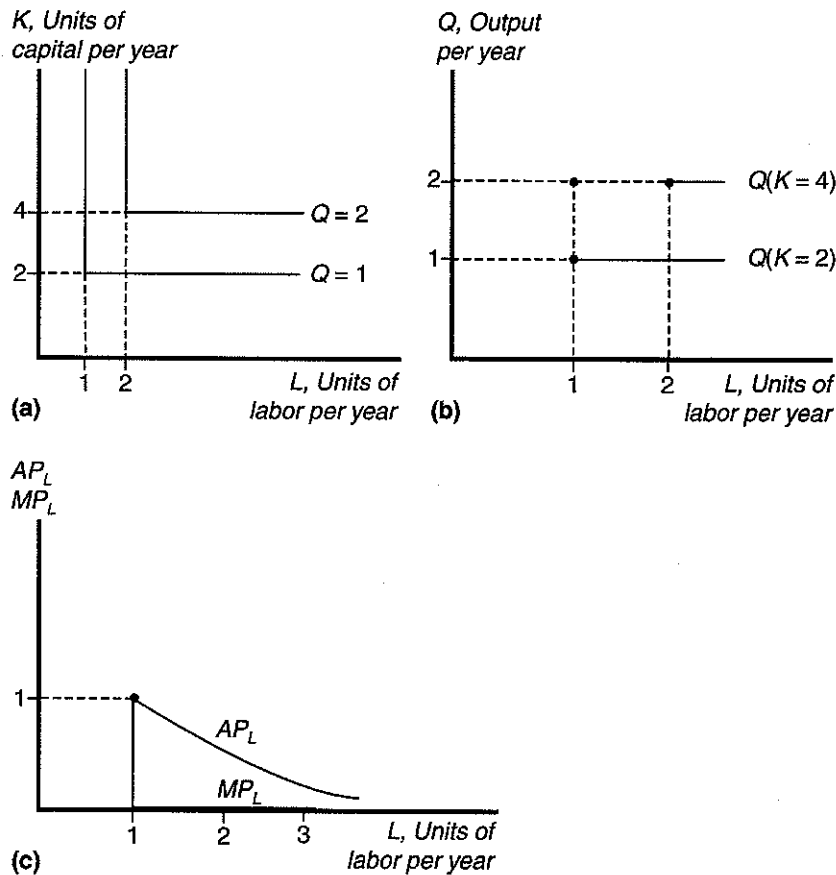 K, Units of
capital per year
4
2
Q = 2
Q = 1
1
2
L, Units of
labor per year
(a)
Q, Output
per year
2
1
Q(K = 4)
Q(K = 2)
1
2
L, Units of
labor per year
(b)
AP_L
MP_L
1
AP_L
MP_L
1
2
3
L, Units of
labor per year
(c)